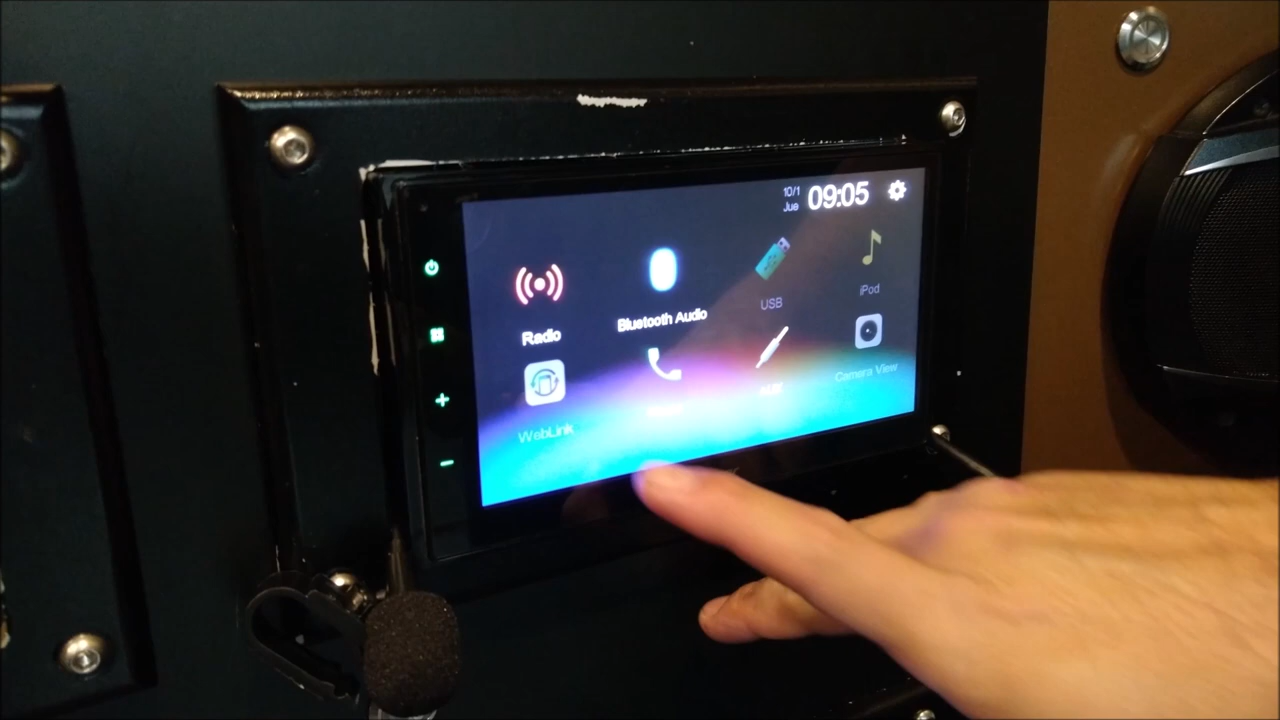 10/1
Jue
09:05
Radio
Bluetooth Audio
USB
iPod
WebLink
AUX
Camera View